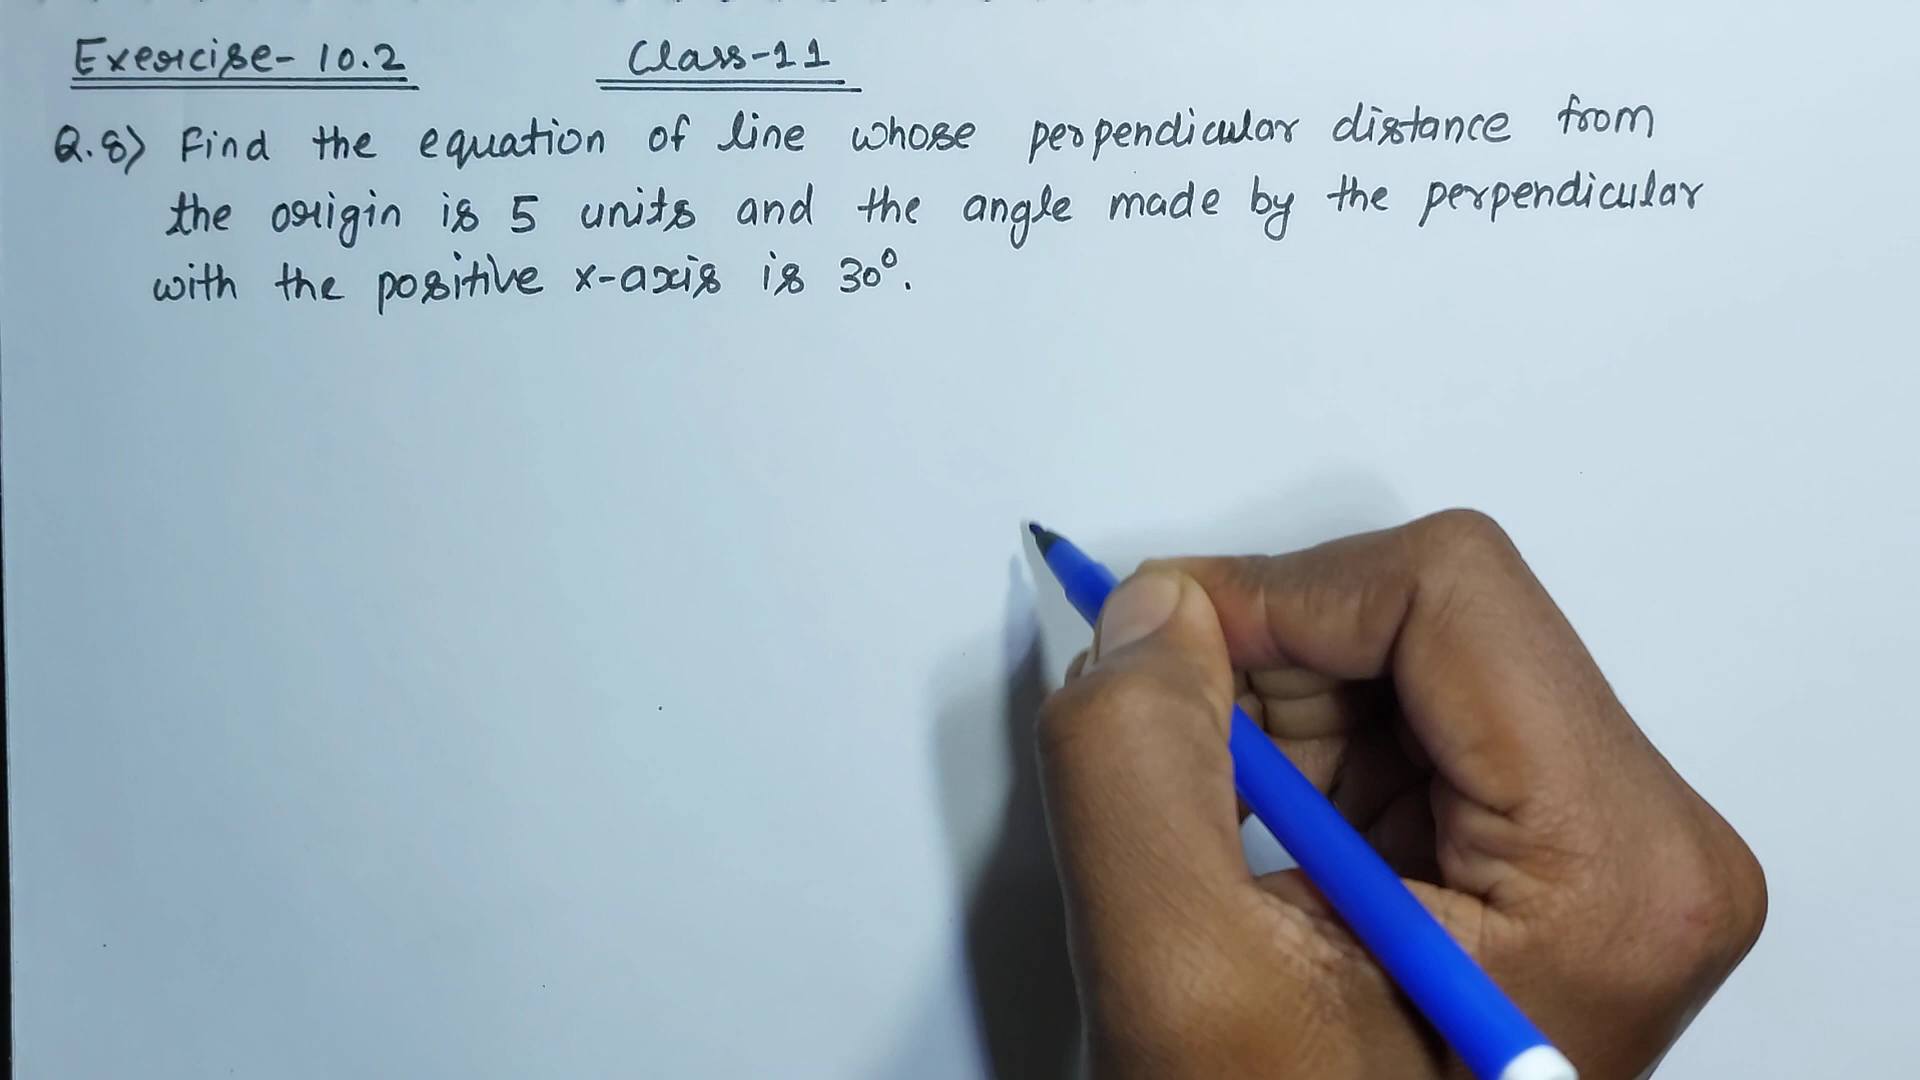 Exercise- 10.2 Class-11
Q.8) Find the equation of line whose perpendicular distance from
the origin is 5 units and the angle made by the perpendicular
with the positive x-axis is 30°.